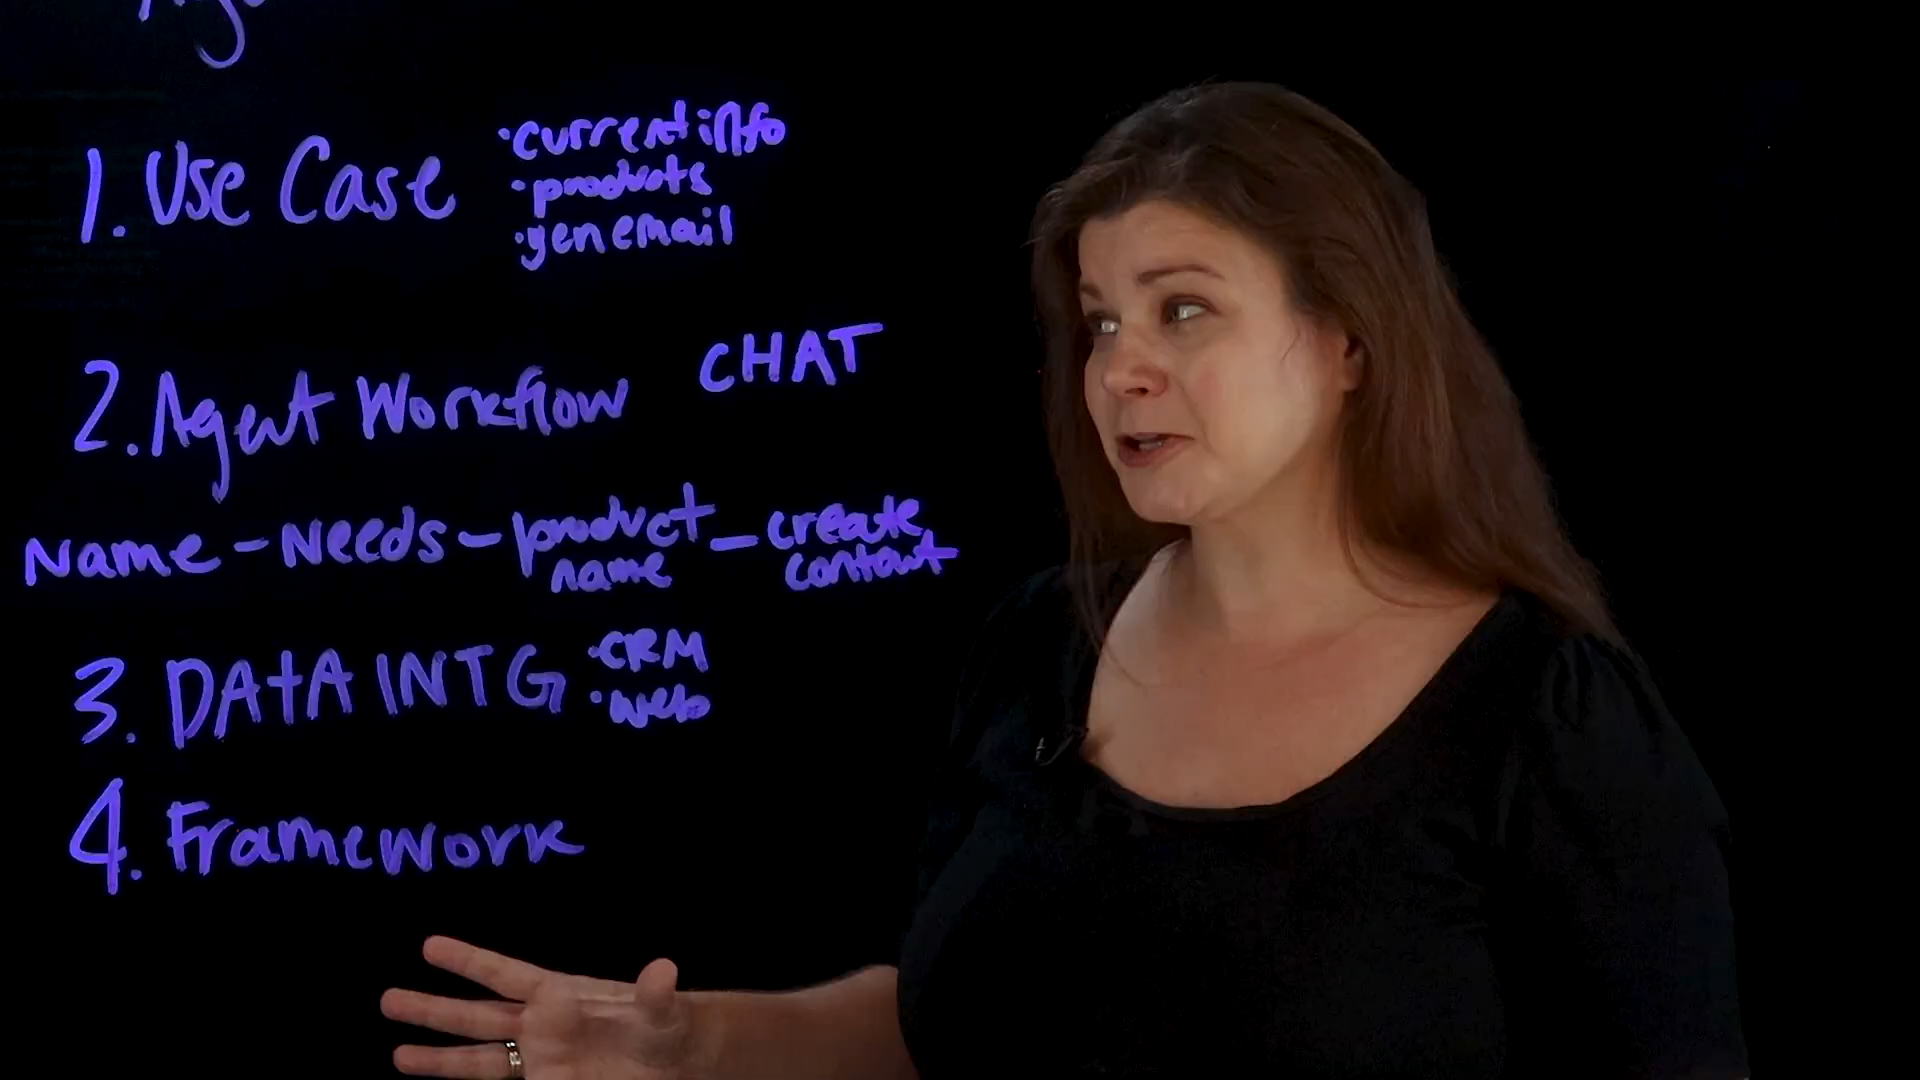 1. Use Case
•current info
•products
•gen email
2. Agent Workflow
CHAT
Name - Needs - product name - create content
3. DATA INTG
•CRM
•web
4. Framework